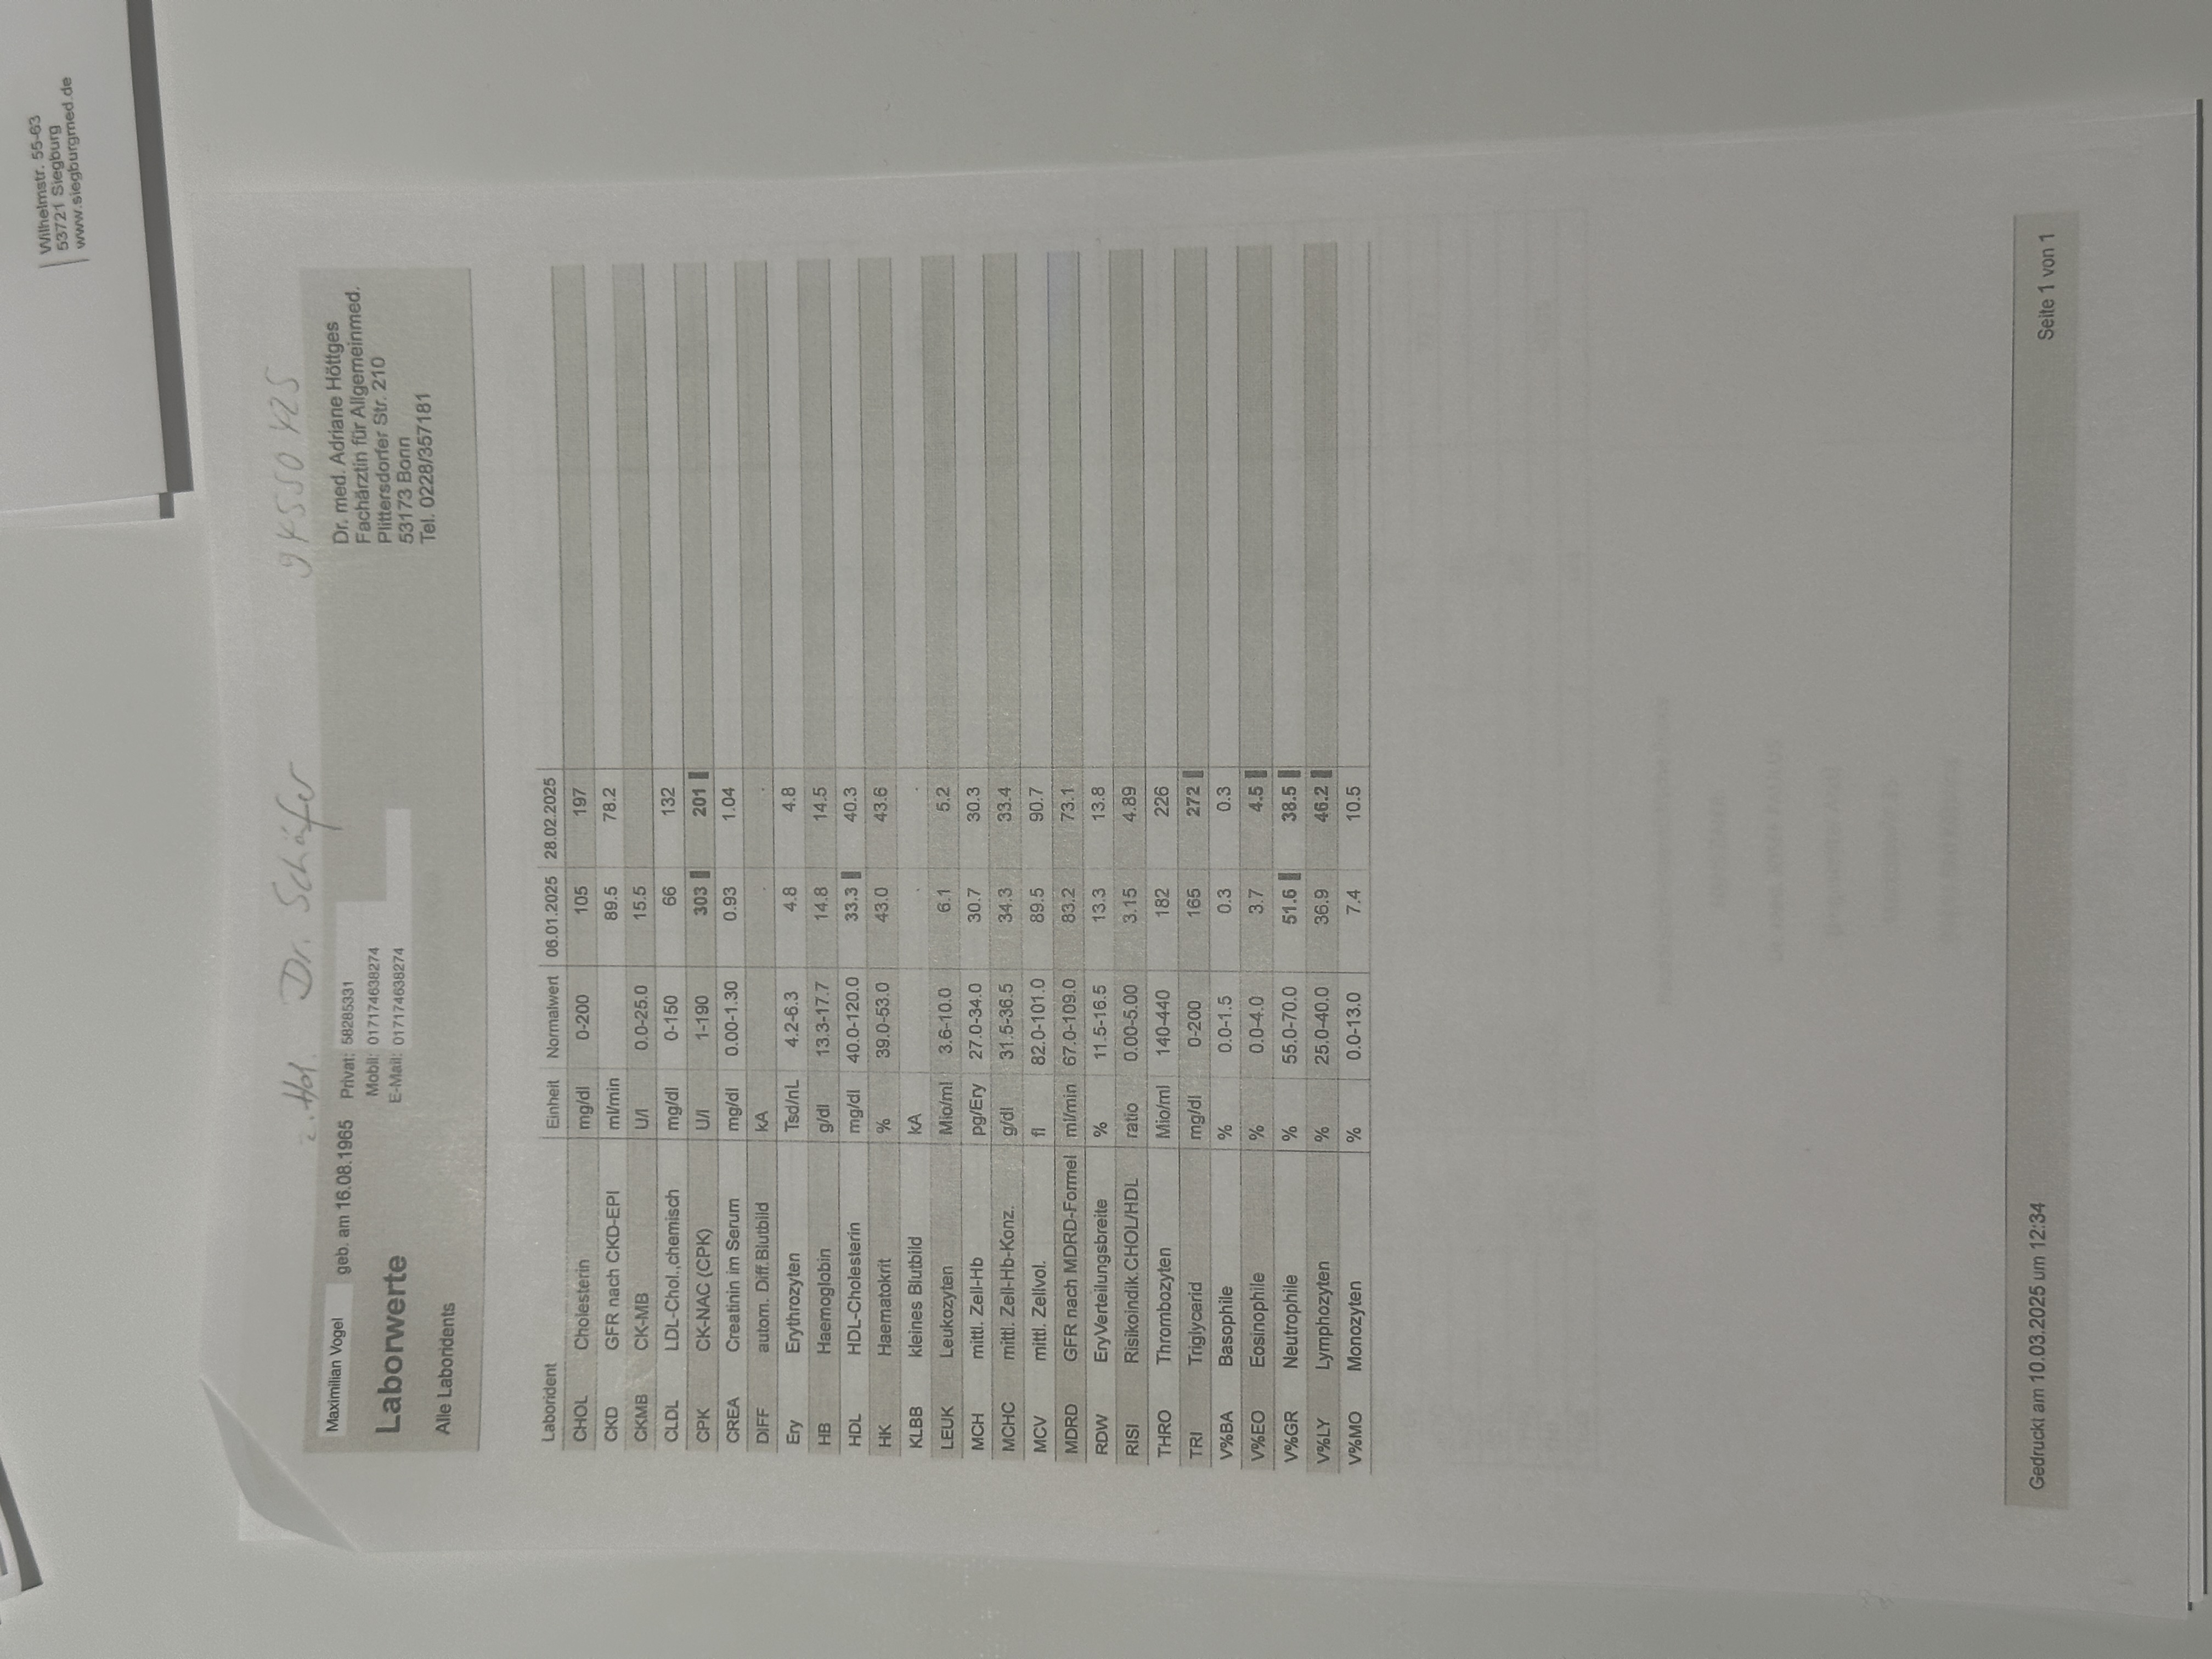 Wilhelmstr. 55-63
53721 Siegburg
www.siegburgmed.de
z. Hd. Dr. Schäfer
Maximilian Vogel geb. am 16.08.1965 Privat: 58285331
Mobil: 017174638274
E-Mail: 017174638274
Laborwerte
Alle Laboridents
Dr. med. Adriane Höttges
Fachärztin für Allgemeinmed.
Plittersdorfer Str. 210
53173 Bonn
Tel. 0228/357181
Laborident Einheit Normalwert 06.01.2025 28.02.2025
CHOL Cholesterin mg/dl 0-200 105 197
CKD GFR nach CKD-EPI ml/min 89.5 78.2
CKMB CK-MB U/l 0.0-25.0 15.5
CLDL LDL-Chol.,chemisch mg/dl 0-150 66 132
CPK CK-NAC (CPK) U/l 1-190 303 201
CREA Creatinin im Serum mg/dl 0.00-1.30 0.93 1.04
DIFF autom. Diff.Blutbild kA . .
Ery Erythrozyten Tsd/nL 4.2-6.3 4.8 4.8
HB Haemoglobin g/dl 13.3-17.7 14.8 14.5
HDL HDL-Cholesterin mg/dl 40.0-120.0 33.3 40.3
HK Haematokrit % 39.0-53.0 43.0 43.6
KLBB kleines Blutbild kA . .
LEUK Leukozyten Mio/ml 3.6-10.0 6.1 5.2
MCH mittl. Zell-Hb pg/Ery 27.0-34.0 30.7 30.3
MCHC mittl. Zell-Hb-Konz. g/dl 31.5-36.5 34.3 33.4
MCV mittl. Zellvol. fl 82.0-101.0 89.5 90.7
MDRD GFR nach MDRD-Formel ml/min 67.0-109.0 83.2 73.1
RDW EryVerteilungsbreite % 11.5-16.5 13.3 13.8
RISI Risikoindik.CHOL/HDL ratio 0.00-5.00 3.15 4.89
THRO Thrombozyten Mio/ml 140-440 182 226
TRI Triglycerid mg/dl 0-200 165 272
V%BA Basophile % 0.0-1.5 0.3 0.3
V%EO Eosinophile % 0.0-4.0 3.7 4.5
V%GR Neutrophile % 55.0-70.0 51.6 38.5
V%LY Lymphozyten % 25.0-40.0 36.9 46.2
V%MO Monozyten % 0.0-13.0 7.4 10.5
Gedruckt am 10.03.2025 um 12:34
Seite 1 von 1